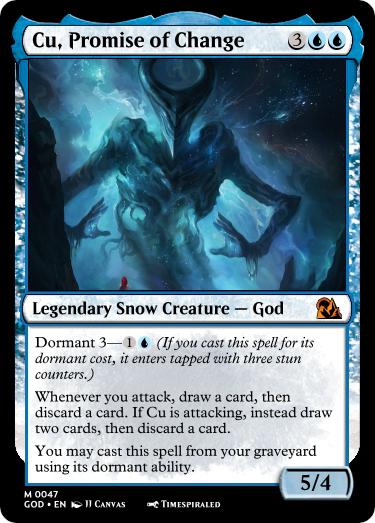 Cu, Promise of Change 3
Legendary Snow Creature — God
Dormant 3—1 (If you cast this spell for its
dormant cost, it enters tapped with three stun
counters.)
Whenever you attack, draw a card, then
discard a card. If Cu is attacking, instead draw
two cards, then discard a card.
You may cast this spell from your graveyard
using its dormant ability.
5/4
M 0047
GOD • EN JJ Canvas Timespiraled